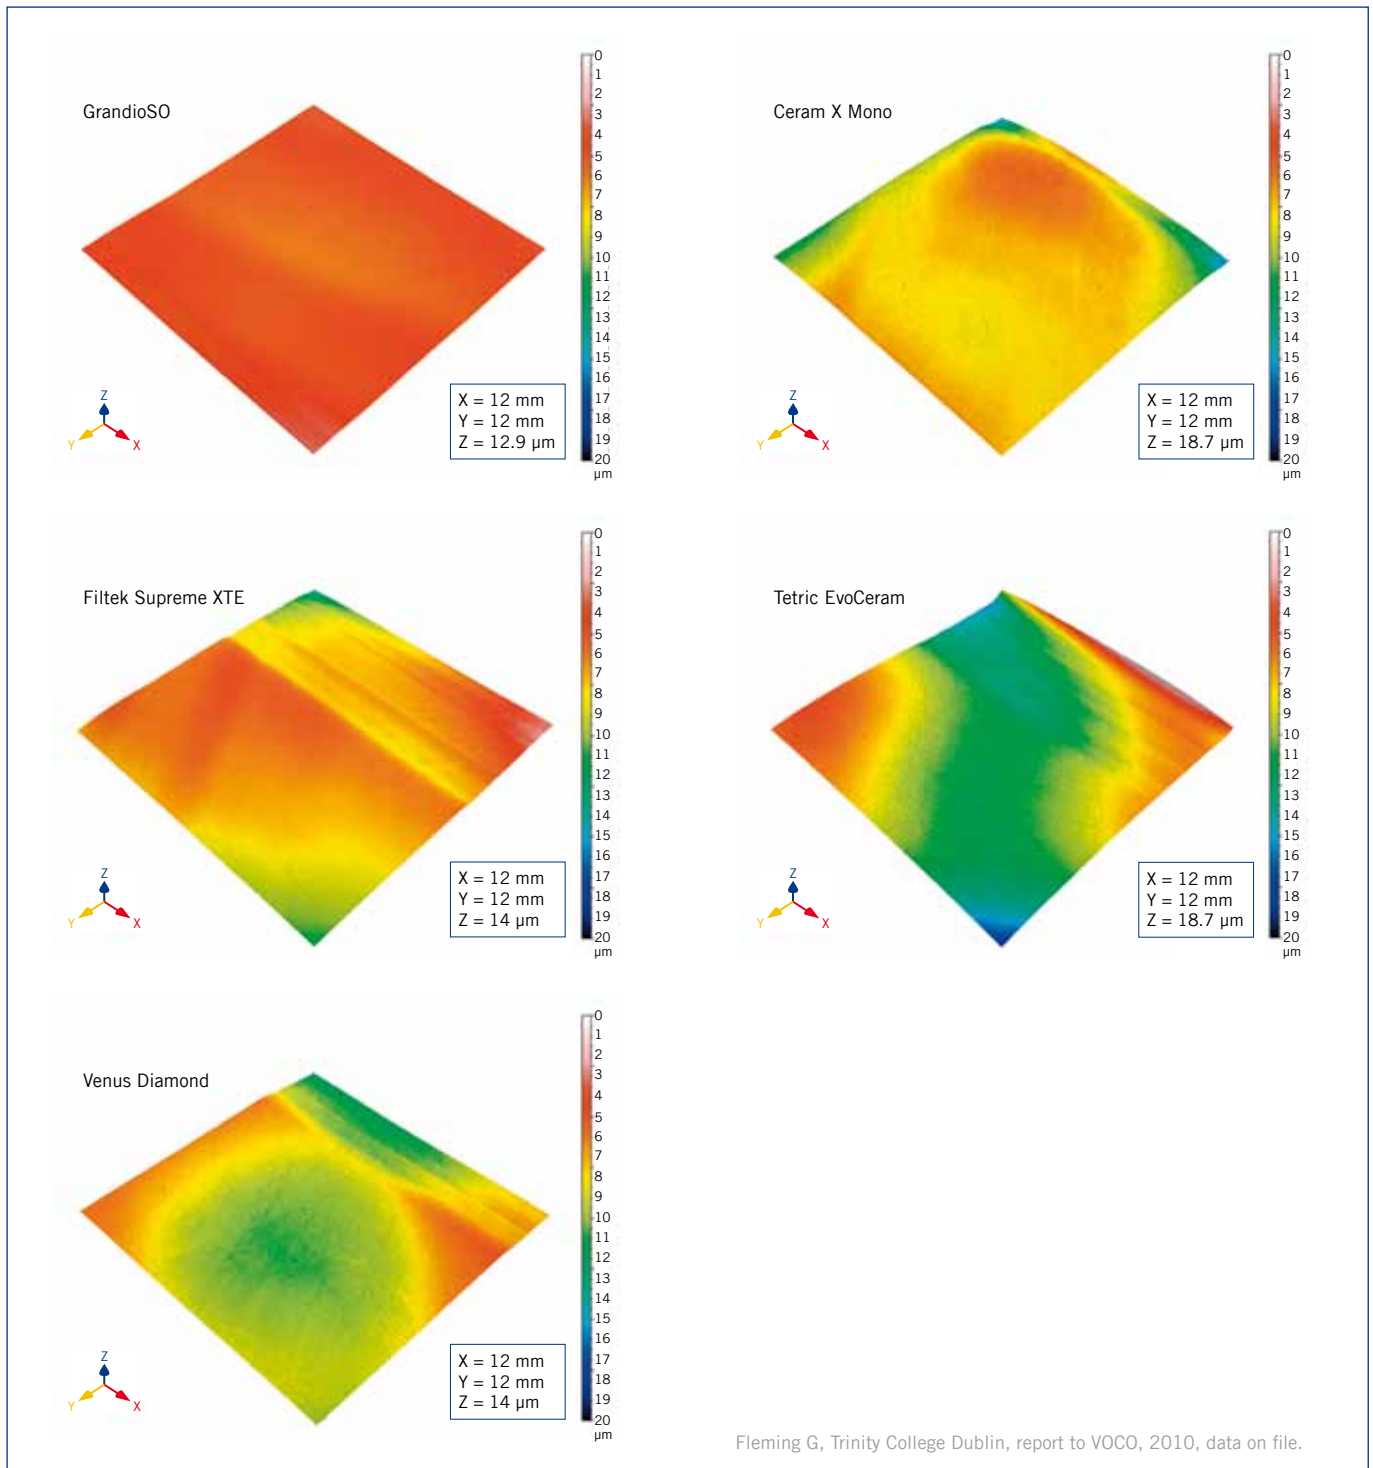 GrandioSO
Z
Y
X
X = 12 mm
Y = 12 mm
Z = 12.9 µm
0
1
2
3
4
5
6
7
8
9
10
11
12
13
14
15
16
17
18
19
20
µm
Ceram X Mono
Z
Y
X
X = 12 mm
Y = 12 mm
Z = 18.7 µm
0
1
2
3
4
5
6
7
8
9
10
11
12
13
14
15
16
17
18
19
20
µm
Filtek Supreme XTE
Z
Y
X
X = 12 mm
Y = 12 mm
Z = 14 µm
0
1
2
3
4
5
6
7
8
9
10
11
12
13
14
15
16
17
18
19
20
µm
Tetric EvoCeram
Z
Y
X
X = 12 mm
Y = 12 mm
Z = 18.7 µm
0
1
2
3
4
5
6
7
8
9
10
11
12
13
14
15
16
17
18
19
20
µm
Venus Diamond
Z
Y
X
X = 12 mm
Y = 12 mm
Z = 14 µm
0
1
2
3
4
5
6
7
8
9
10
11
12
13
14
15
16
17
18
19
20
µm
Fleming G, Trinity College Dublin, report to VOCO, 2010, data on file.